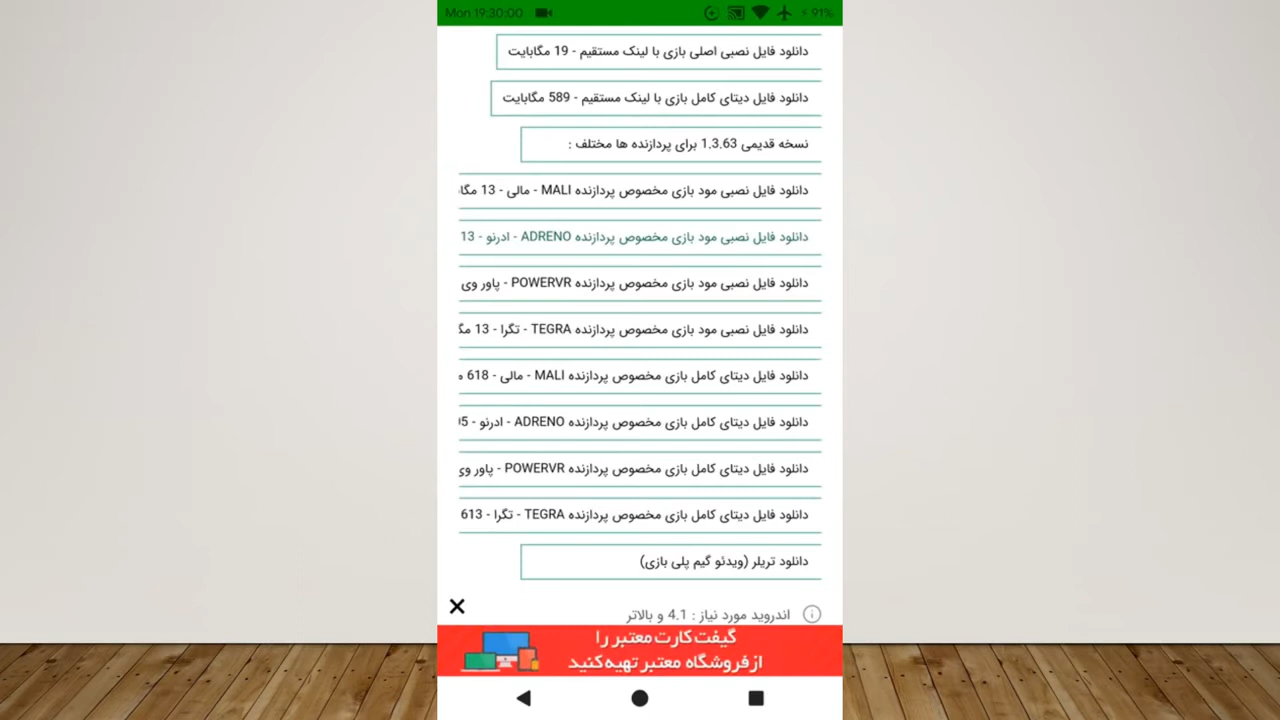 Mon 19:30:00
91%
دانلود فایل نصبی اصلی بازی با لینک مستقیم - 19 مگابایت
دانلود فایل دیتای کامل بازی با لینک مستقیم - 589 مگابایت
نسخه قدیمی 1.3.63 برای پردازنده ها مختلف :
دانلود فایل نصبی مود بازی مخصوص پردازنده MALI - مالی - 13
دانلود فایل نصبی مود بازی مخصوص پردازنده ADRENO - ادرنو - 13
دانلود فایل نصبی مود بازی مخصوص پردازنده POWERVR - پاور وی
دانلود فایل نصبی مود بازی مخصوص پردازنده TEGRA - تگرا - 13
دانلود فایل دیتای کامل بازی مخصوص پردازنده MALI - مالی - 618
دانلود فایل دیتای کامل بازی مخصوص پردازنده ADRENO - ادرنو -
دانلود فایل دیتای کامل بازی مخصوص پردازنده POWERVR - پاور وی
دانلود فایل دیتای کامل بازی مخصوص پردازنده TEGRA - تگرا - 613
دانلود تریلر (ویدئو گیم پلی بازی)
اندروید مورد نیاز : 4.1 و بالاتر
گیفت کارت معتبر را
از فروشگاه معتبر تهیه کنید